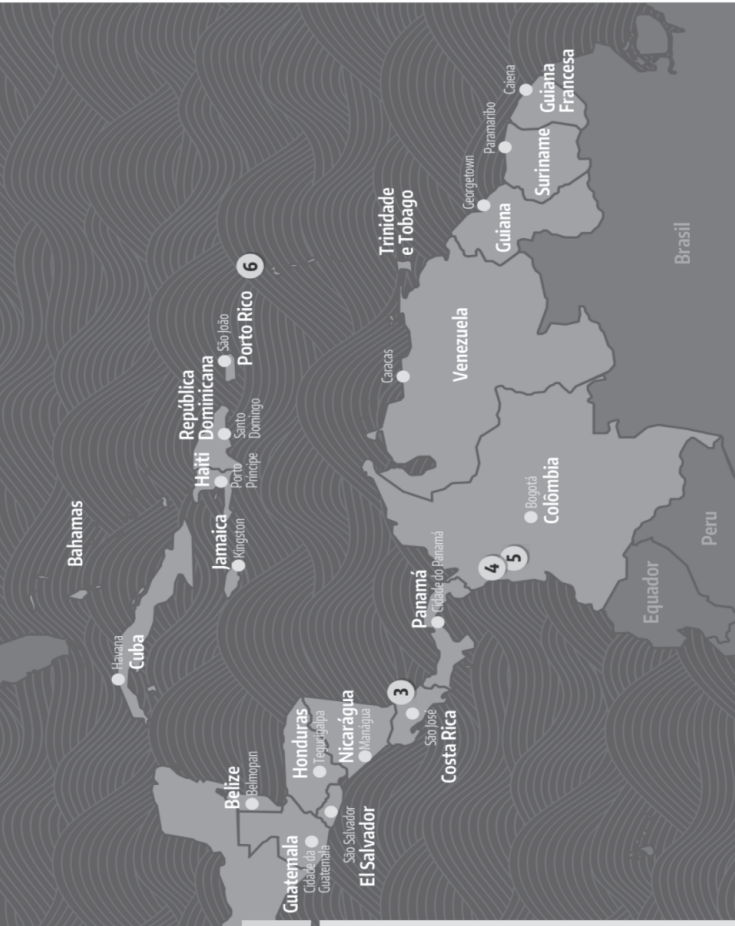 Bahamas
Havana
Cuba
Jamaica
Kingston
Haiti
Porto
Príncipe
República
Dominicana
Santo
Domingo
São João
Porto Rico
6
Belize
Belmopan
Guatemala
Cidade da
Guatemala
Honduras
Tegucigalpa
São Salvador
El Salvador
Nicarágua
Manágua
3
São José
Costa Rica
Panamá
Cidade do Panamá
4
5
Bogotá
Colômbia
Caracas
Venezuela
Trinidade
e Tobago
Georgetown
Guiana
Paramaribo
Suriname
Caiena
Guiana
Francesa
Equador
Peru
Brasil